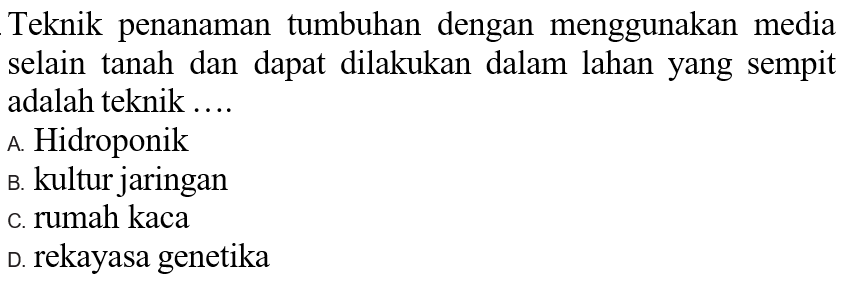 Teknik penanaman tumbuhan dengan menggunakan media
selain tanah dan dapat dilakukan dalam lahan yang sempit
adalah teknik ....
A. Hidroponik
B. kultur jaringan
C. rumah kaca
D. rekayasa genetika